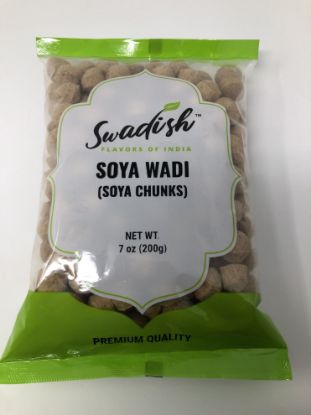 Swadish™
FLAVORS OF INDIA
SOYA WADI
(SOYA CHUNKS)
NET WT.
7 oz (200g)
PREMIUM QUALITY